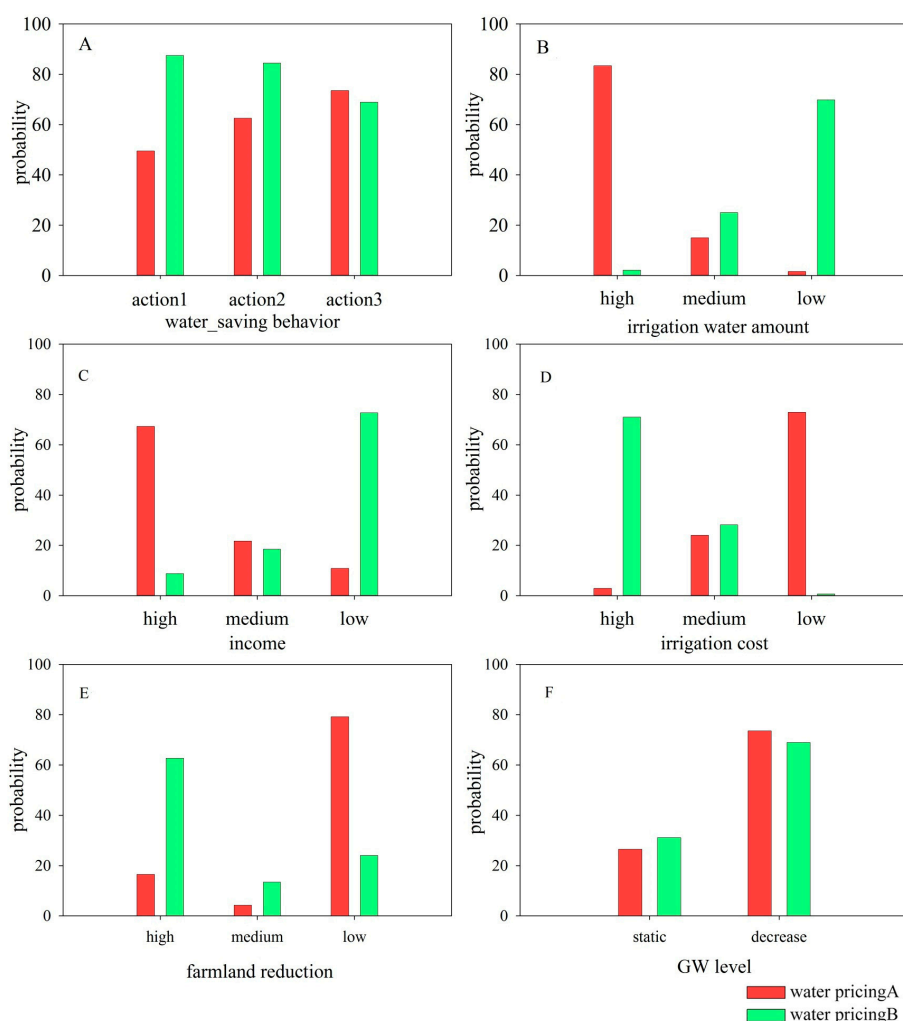 100
80
60
40
20
0
probability
A
action1 action2 action3
water_saving behavior
100
80
60
40
20
0
probability
B
high medium low
irrigation water amount
100
80
60
40
20
0
probability
C
high medium low
income
100
80
60
40
20
0
probability
D
high medium low
irrigation cost
100
80
60
40
20
0
probability
E
high medium low
farmland reduction
100
80
60
40
20
0
probability
F
static decrease
GW level
water pricingA
water pricingB